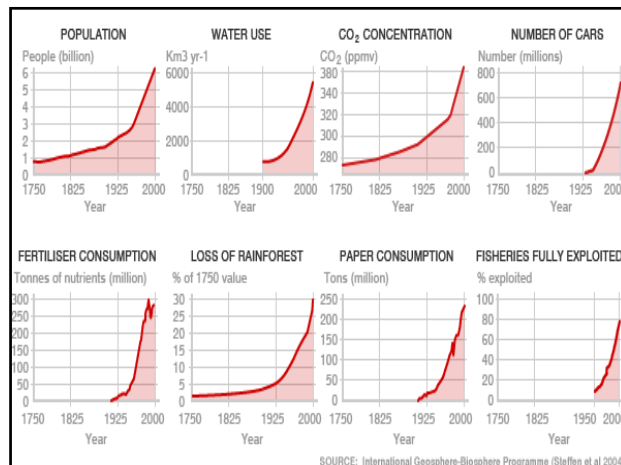 POPULATION
People (billion)
6
5
4
3
2
1
0
1750 1825 1925 2000
Year
WATER USE
Km3 yr-1
6000
4000
2000
0
1750 1825 1900 2000
Year
CO₂ CONCENTRATION
CO₂ (ppmv)
380
360
340
320
300
280
1750 1825 1925 2000
Year
NUMBER OF CARS
Number (millions)
800
600
400
200
0
1750 1825 1925 2000
Year
FERTILISER CONSUMPTION
Tonnes of nutrients (million)
300
250
200
150
100
50
0
1750 1825 1925 2000
Year
LOSS OF RAINFOREST
% of 1750 value
30
25
20
15
10
5
0
1750 1825 1900 2000
Year
PAPER CONSUMPTION
Tons (million)
250
200
150
100
50
0
1750 1825 1925 2000
Year
FISHERIES FULLY EXPLOITED
% exploited
100
80
60
40
20
0
1750 1825 1950 2000
Year
SOURCE: International Geosphere-Biosphere Programme (Steffen et al 2004